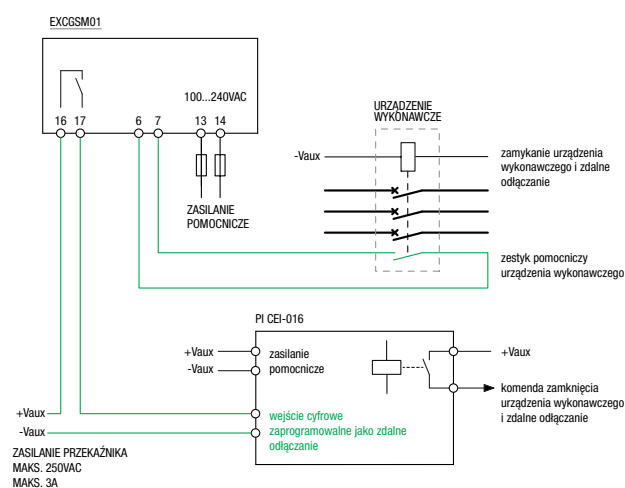 EXCGSM01
100...240VAC
16 17 6 7 13 14
ZASILANIE
POMOCNICZE
URZĄDZENIE
WYKONAWCZE
-Vaux
zamykanie urządzenia
wykonawczego i zdalne
odłączanie
zestyk pomocniczy
urządzenia wykonawczego
PI CEI-016
+Vaux
-Vaux
zasilanie
pomocnicze
+Vaux
komenda zamknięcia
urządzenia wykonawczego
i zdalne odłączanie
wejście cyfrowe
zaprogramowalne jako zdalne
odłączanie
+Vaux
-Vaux
ZASILANIE PRZEKAŹNIKA
MAKS. 250VAC
MAKS. 3A